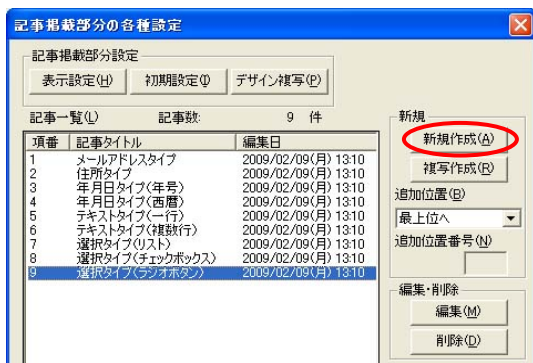 記事掲載部分の各種設定
記事掲載部分設定
表示設定(H) 初期設定(I) デザイン複写(P)
記事一覧(L) 記事数: 9 件
項番 記事タイトル 編集日
1 メールアドレスタイプ 2009/02/09(月) 13:10
2 住所タイプ 2009/02/09(月) 13:10
3 年月日タイプ(年号) 2009/02/09(月) 13:10
4 年月日タイプ(西暦) 2009/02/09(月) 13:10
5 テキストタイプ(一行) 2009/02/09(月) 13:10
6 テキストタイプ(複数行) 2009/02/09(月) 13:10
7 選択タイプ(リスト) 2009/02/09(月) 13:10
8 選択タイプ(チェックボックス) 2009/02/09(月) 13:10
9 選択タイプ(ラジオボタン) 2009/02/09(月) 13:10
新規
新規作成(A)
複写作成(R)
追加位置(B)
最上位へ
追加位置番号(N)
編集・削除
編集(M)
削除(D)